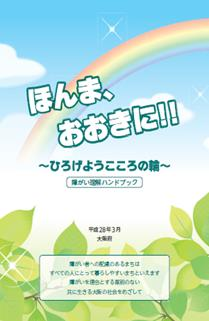 ほんま、
おおきに!!
～ひろげようこころの輪～
障がい理解ハンドブック
平成28年3月
大阪府
障がい者への配慮のあるまちは
すべての人にとって暮らしやすいまちといえます
障がいを理由とする差別のない
共に生きる大阪の社会をめざして